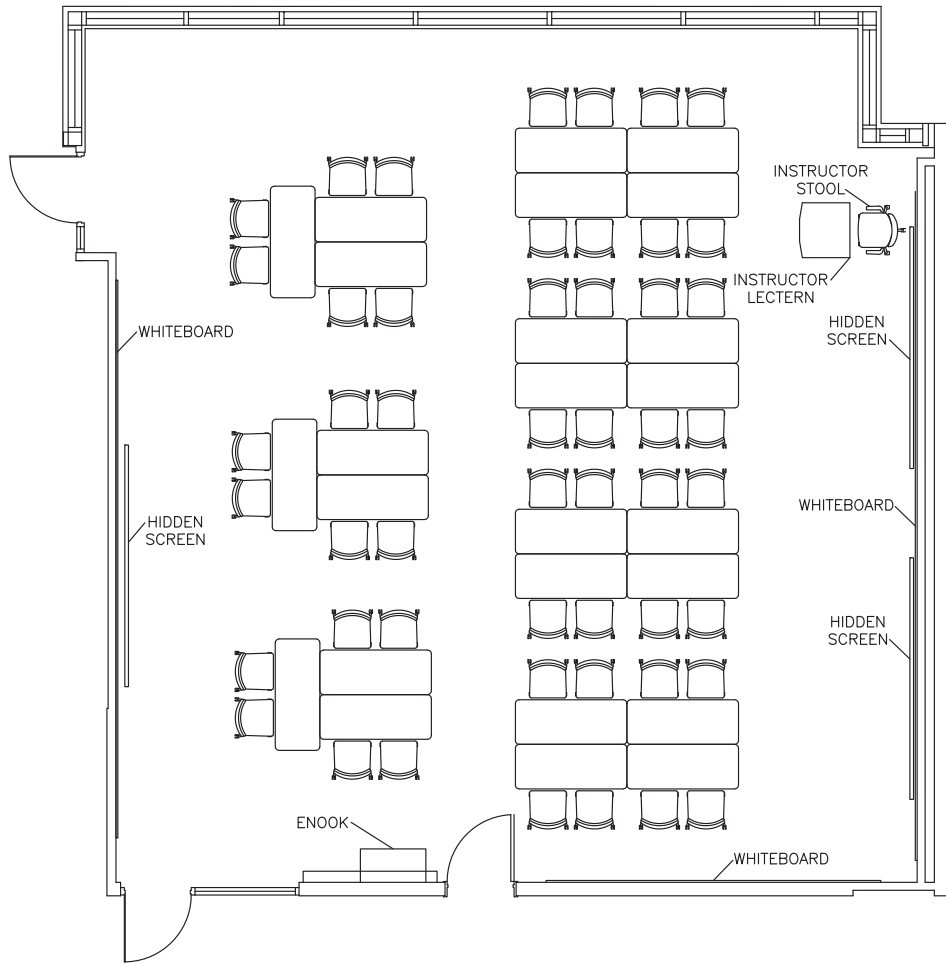 INSTRUCTOR
STOOL
INSTRUCTOR
LECTERN
WHITEBOARD
HIDDEN
SCREEN
WHITEBOARD
HIDDEN
SCREEN
HIDDEN
SCREEN
ENOOK
WHITEBOARD